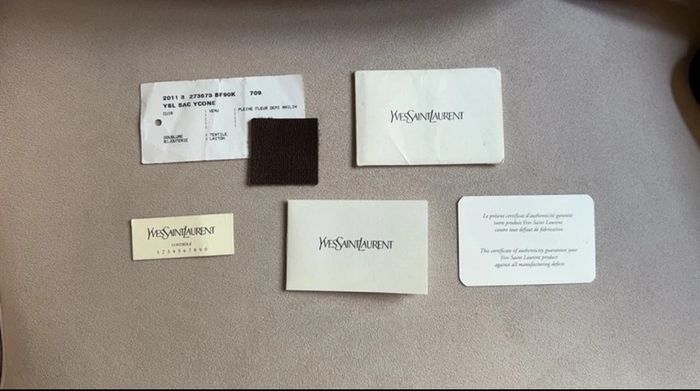 2011 3 273673 BF90K 709
YSL SAC YCONE
CUIR VEAU PLEINE FLEUR DEMI ANILIN
DOUBLURE TEXTILE
BIJOUTERIE LAITON
YVESSAINTLAURENT
YVESSAINTLAURENT
CONTROLE
1 2 3 4 5 6 7 8 9 0
YVESSAINTLAURENT
Le présent certificat d'authenticité garantit
votre produit Yves Saint Laurent
contre tout défaut de fabrication
This certificate of authenticity guarantees your
Yves Saint Laurent product
against all manufacturing defects